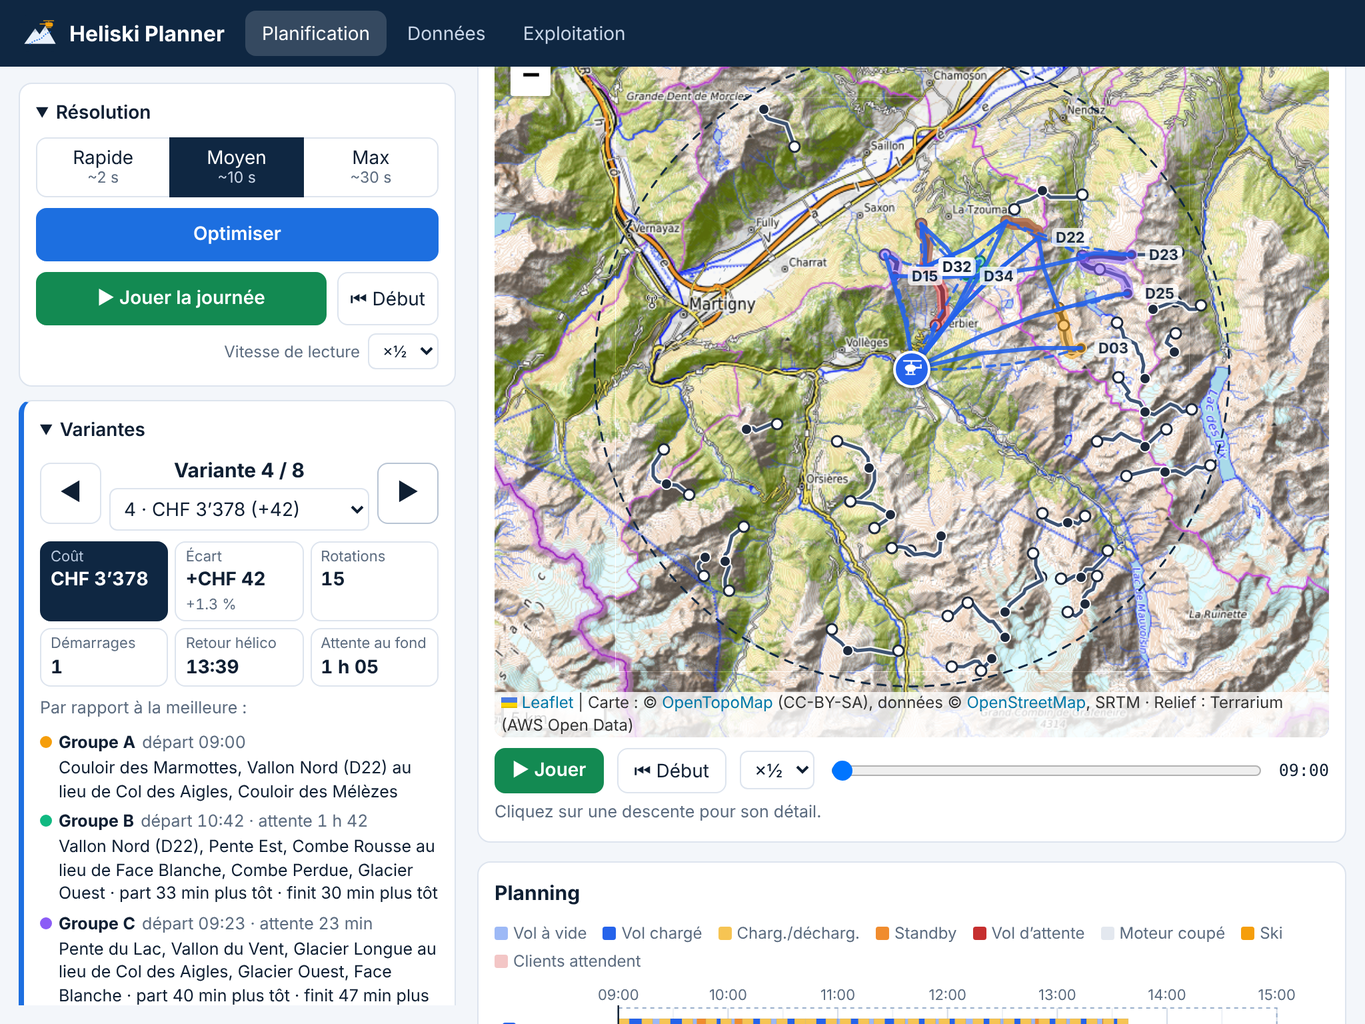 Heliski Planner
Planification
Données
Exploitation
▼ Résolution
Rapide
~2 s
Moyen
~10 s
Max
~30 s
Optimiser
▶ Jouer la journée
⏮ Début
Vitesse de lecture
×½
▼ Variantes
◀
Variante 4 / 8
4 · CHF 3’378 (+42)
▶
Coût
CHF 3’378
Écart
+CHF 42
+1.3 %
Rotations
15
Démarrages
1
Retour hélico
13:39
Attente au fond
1 h 05
Par rapport à la meilleure :
Groupe A départ 09:00
Couloir des Marmottes, Vallon Nord (D22) au
lieu de Col des Aigles, Couloir des Mélèzes
Groupe B départ 10:42 · attente 1 h 42
Vallon Nord (D22), Pente Est, Combe Rousse au
lieu de Face Blanche, Combe Perdue, Glacier
Ouest · part 33 min plus tôt · finit 30 min plus tôt
Groupe C départ 09:23 · attente 23 min
Pente du Lac, Vallon du Vent, Glacier Longue au
lieu de Col des Aigles, Glacier Ouest, Face
Blanche · part 40 min plus tôt · finit 47 min plus
−
Chamoson
Grande Dent de Morcles
Nendaz
Saillon
Saxon
La Tzoumaz
Fully
Vernayaz
Charrat
D22
D23
D32
D15
D34
D25
Martigny
erbier
Vollèges
D03
Lac des Dix
Orsières
Lac de Mauvoisin
La Ruinette
Leaflet | Carte : © OpenTopoMap (CC-BY-SA), données © OpenStreetMap, SRTM · Relief : Terrarium
(AWS Open Data)
4314
▶ Jouer
⏮ Début
×½
09:00
Cliquez sur une descente pour son détail.
Planning
Vol à vide
Vol chargé
Charg./décharg.
Standby
Vol d’attente
Moteur coupé
Ski
Clients attendent
09:00 10:00 11:00 12:00 13:00 14:00 15:00